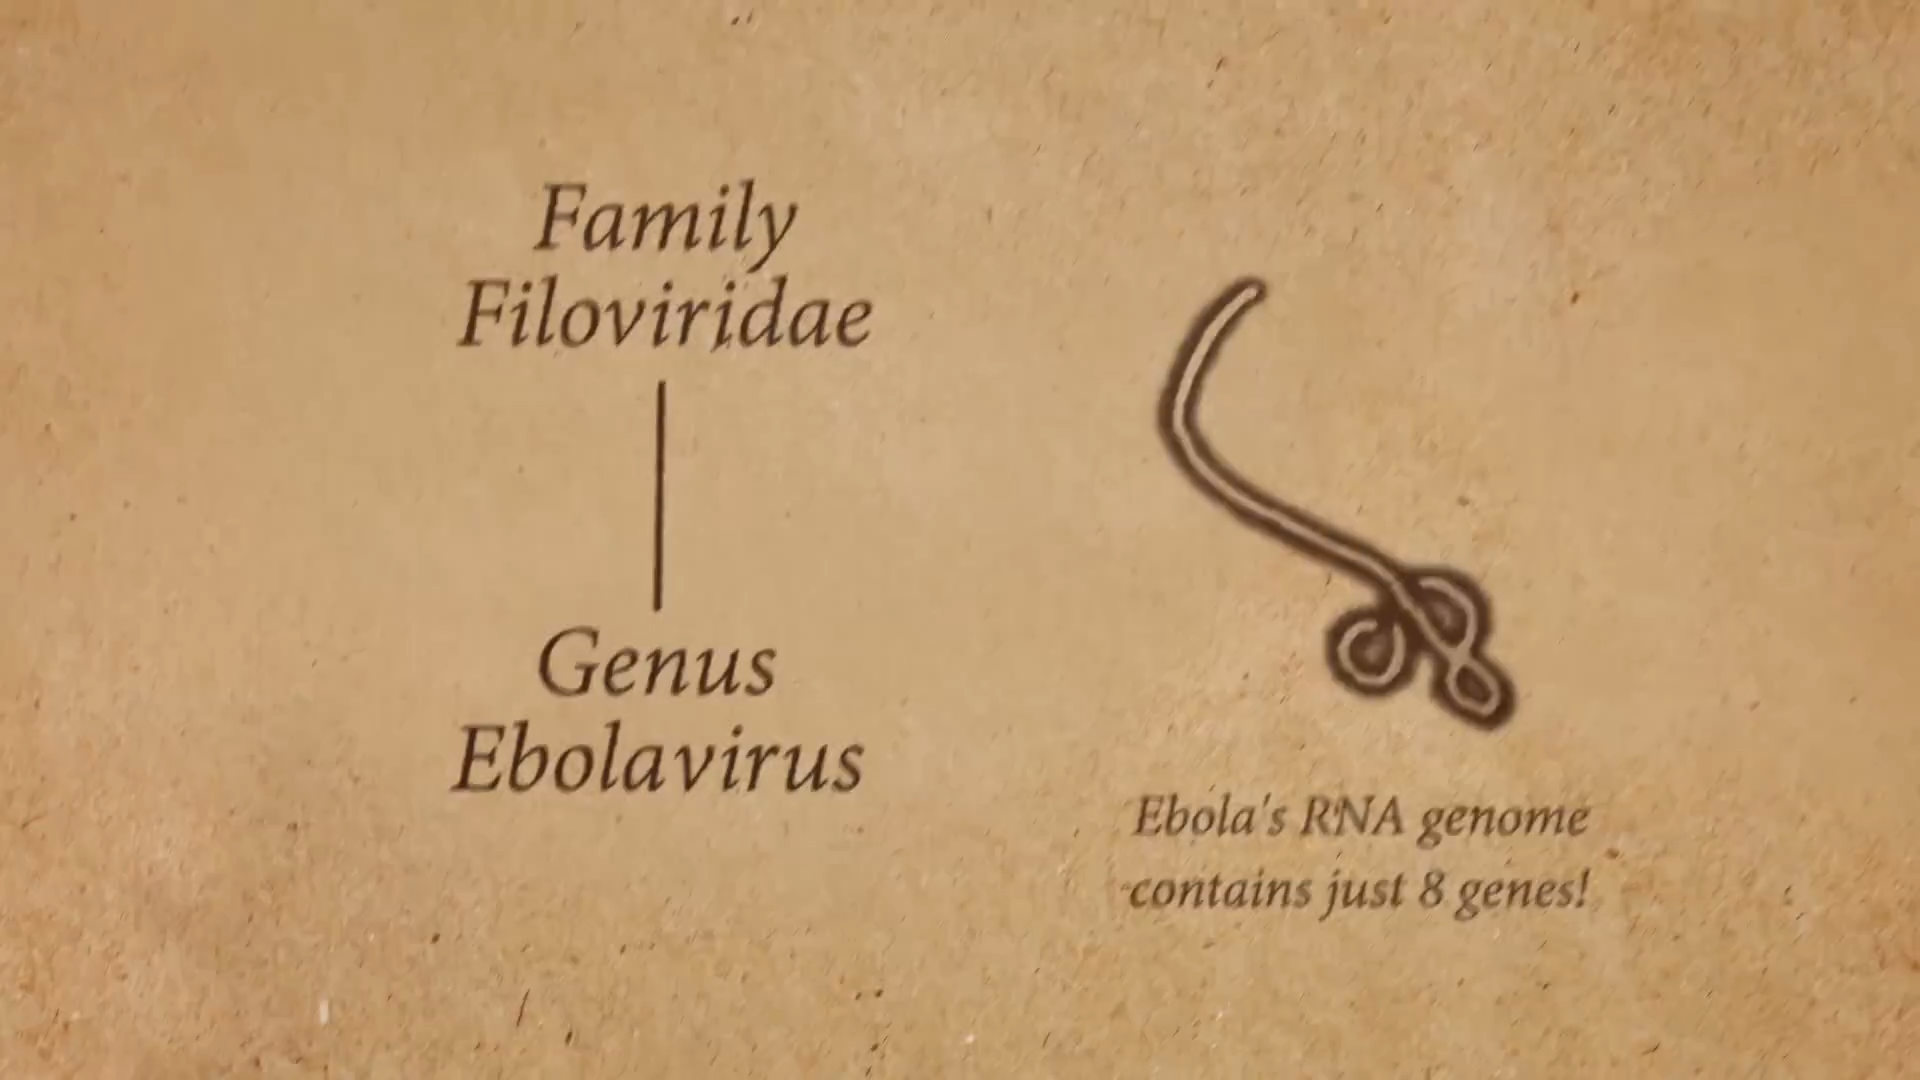 Family
Filoviridae
Genus
Ebolavirus
Ebola's RNA genome
contains just 8 genes!